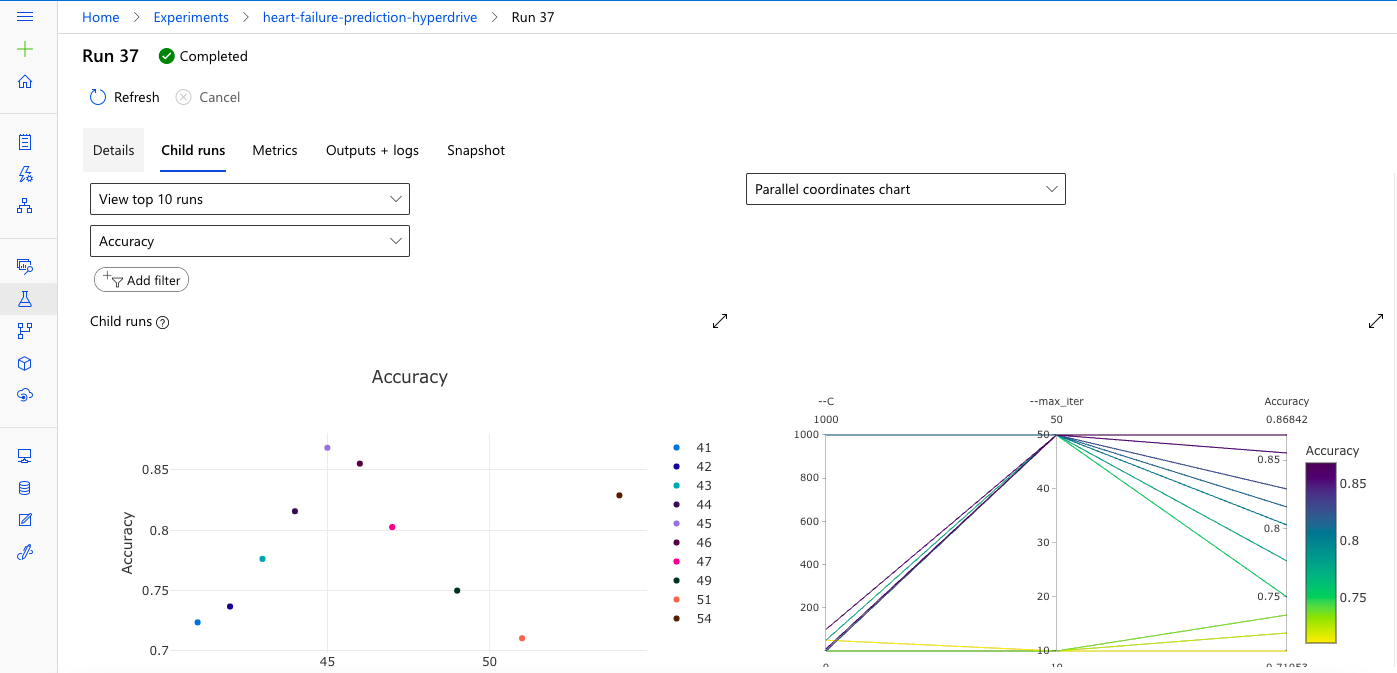 Home > Experiments > heart-failure-prediction-hyperdrive > Run 37
Run 37 Completed
Refresh Cancel
Details Child runs Metrics Outputs + logs Snapshot
View top 10 runs
Accuracy
Add filter
Child runs
Accuracy
Accuracy
0.85
0.8
0.75
0.7
45 50
41
42
43
44
45
46
47
49
51
54
Parallel coordinates chart
--C --max_iter Accuracy
1000 50 0.86842
1000
800
600
400
200
0
50
40
30
20
10
10
0.85
0.8
0.75
0.71053
Accuracy
0.85
0.8
0.75